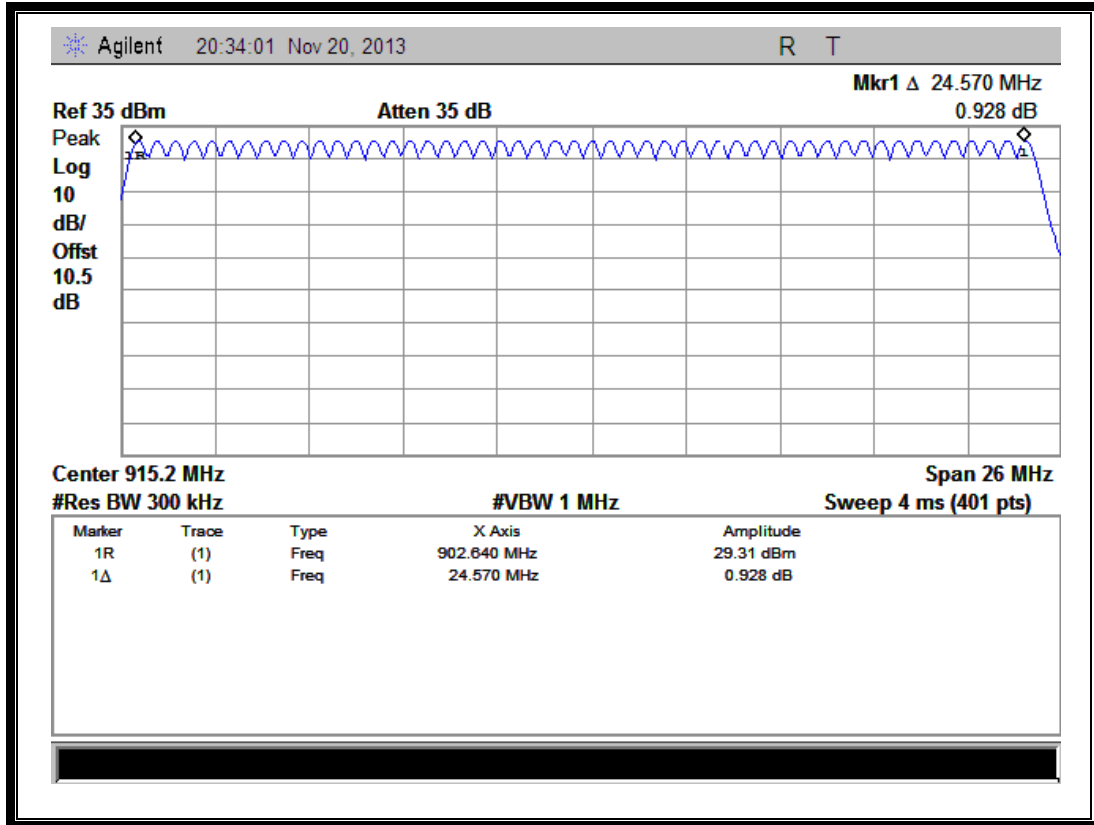 Agilent 20:34:01 Nov 20, 2013 R T
Mkr1 Δ 24.570 MHz
Ref 35 dBm Atten 35 dB 0.928 dB
Peak
Log
10
dB/
Offst
10.5
dB
1R
1
Center 915.2 MHz Span 26 MHz
#Res BW 300 kHz #VBW 1 MHz Sweep 4 ms (401 pts)
Marker Trace Type X Axis Amplitude
1R (1) Freq 902.640 MHz 29.31 dBm
1Δ (1) Freq 24.570 MHz 0.928 dB